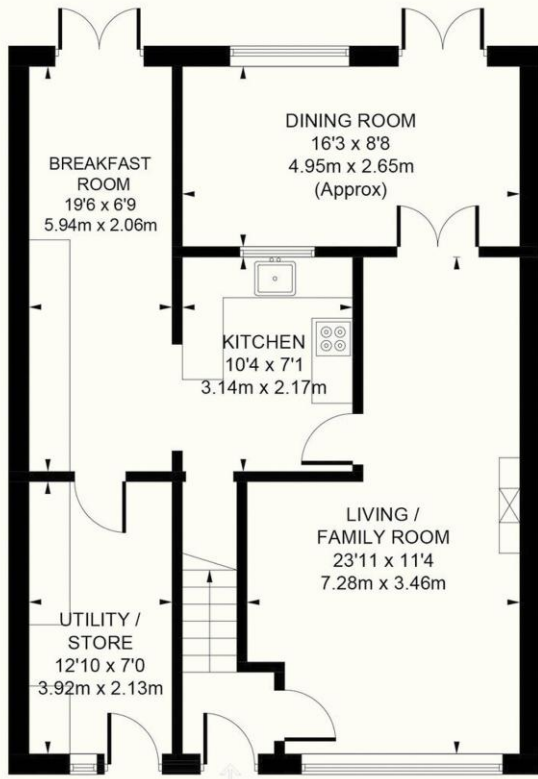 BREAKFAST
ROOM
19'6 x 6'9
5.94m x 2.06m
DINING ROOM
16'3 x 8'8
4.95m x 2.65m
(Approx)
KITCHEN
10'4 x 7'1
3.14m x 2.17m
LIVING /
FAMILY ROOM
23'11 x 11'4
7.28m x 3.46m
UTILITY /
STORE
12'10 x 7'0
3.92m x 2.13m